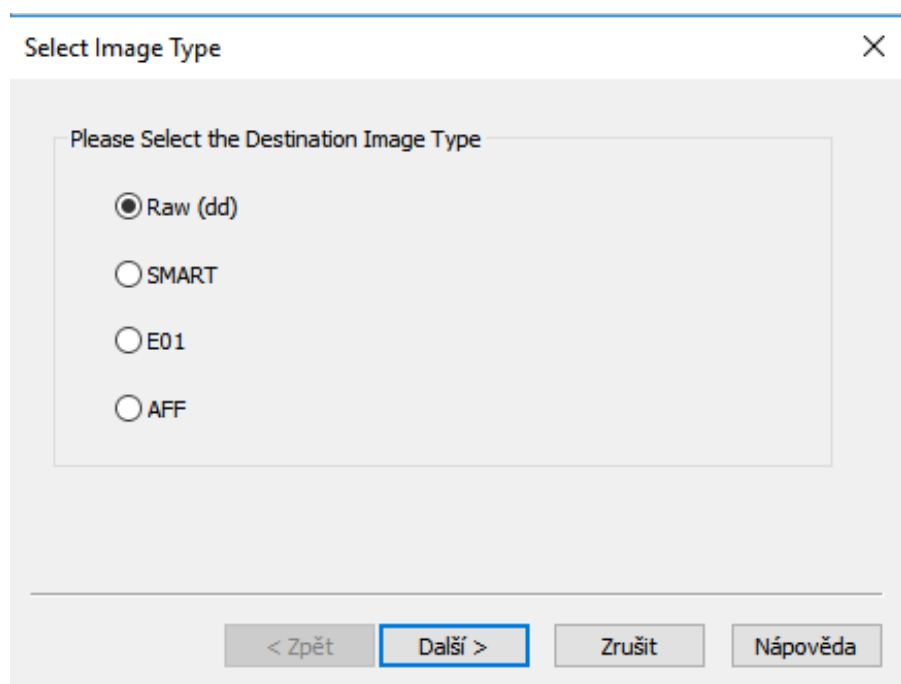 Select Image Type
Please Select the Destination Image Type
Raw (dd)
SMART
E01
AFF
< Zpět Další > Zrušit Nápověda